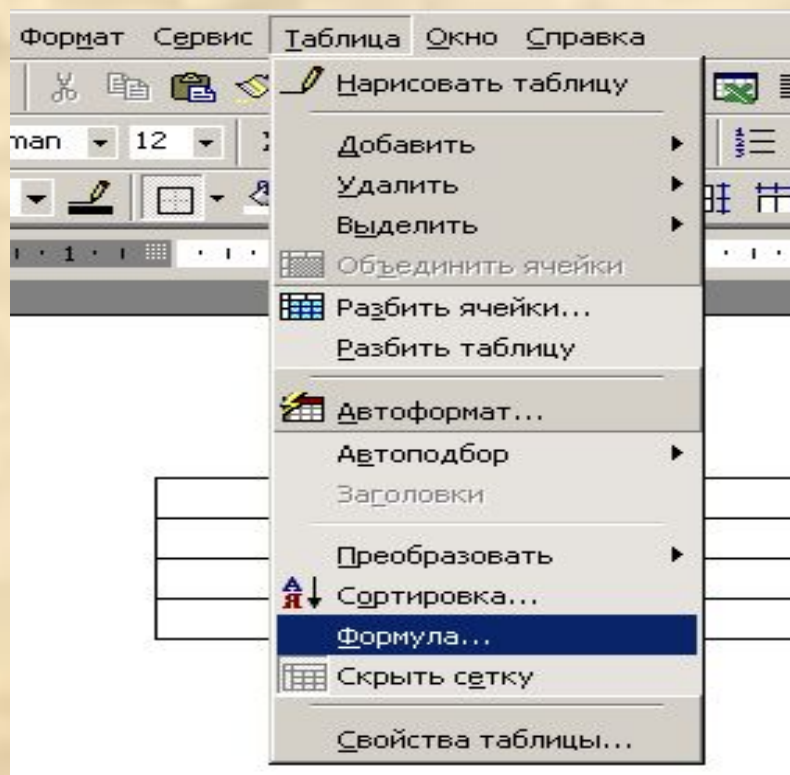 Формат Сервис Таблица Окно Справка
Нарисовать таблицу
man 12
Добавить
Удалить
Выделить
1
Объединить ячейки
Разбить ячейки...
Разбить таблицу
Автоформат...
Автоподбор
Заголовки
Преобразовать
Сортировка...
Формула...
Скрыть сетку
Свойства таблицы...